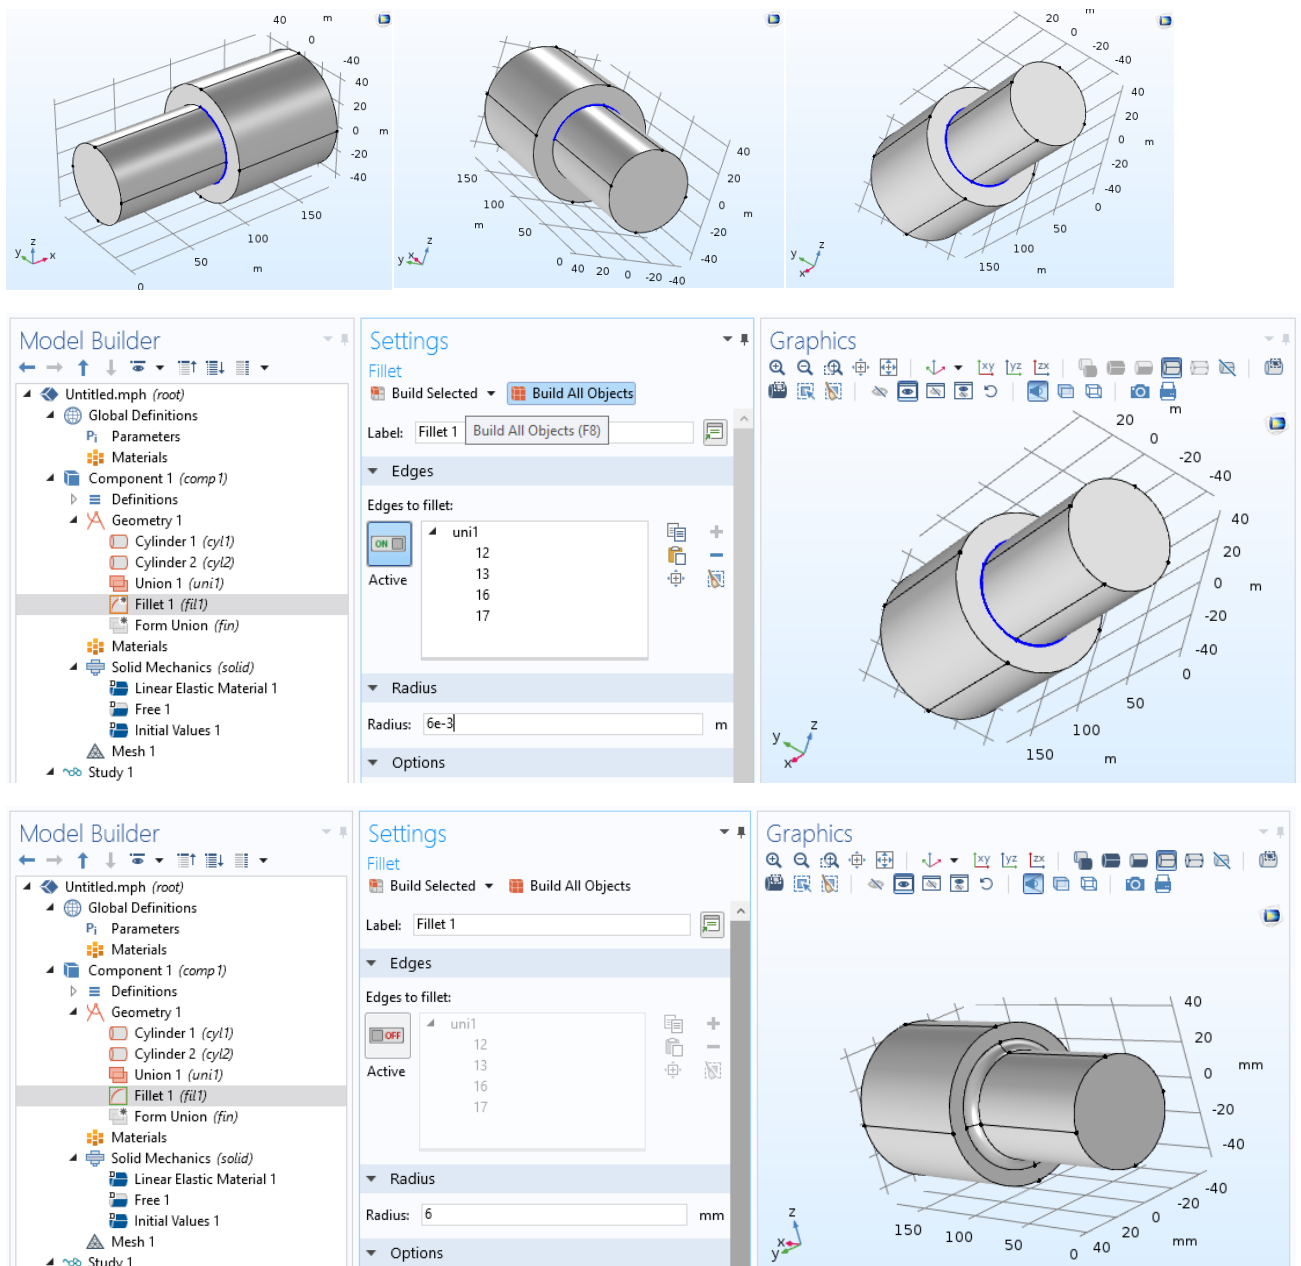 40 m
0
-40
40
20
0 m
-20
-40
150
100
50 m
0
z
y x
40
20
0
m
-20
-40
150
100
m
50
0 40 20 0 -20 -40
z
y x
m
20
0
-20
-40
40
20
0 m
-20
-40
0
50
100
150 m
z
y
x
Model Builder
Untitled.mph (root)
Global Definitions
Pi Parameters
Materials
Component 1 (comp1)
Definitions
Geometry 1
Cylinder 1 (cyl1)
Cylinder 2 (cyl2)
Union 1 (uni1)
Fillet 1 (fil1)
Form Union (fin)
Materials
Solid Mechanics (solid)
Linear Elastic Material 1
Free 1
Initial Values 1
Mesh 1
Study 1
Settings
Fillet
Build Selected Build All Objects
Label: Fillet 1 Build All Objects (F8)
Edges
Edges to fillet:
ON
Active
uni1
12
13
16
17
Radius
Radius: 6e-3 m
Options
Graphics
xy yz zx
m
20
0
-20
-40
40
20
0 m
-20
-40
0
50
100
150 m
z
y
x
Model Builder
Untitled.mph (root)
Global Definitions
Pi Parameters
Materials
Component 1 (comp1)
Definitions
Geometry 1
Cylinder 1 (cyl1)
Cylinder 2 (cyl2)
Union 1 (uni1)
Fillet 1 (fil1)
Form Union (fin)
Materials
Solid Mechanics (solid)
Linear Elastic Material 1
Free 1
Initial Values 1
Mesh 1
Study 1
Settings
Fillet
Build Selected Build All Objects
Label: Fillet 1
Edges
Edges to fillet:
OFF
Active
uni1
12
13
16
17
Radius
Radius: 6 mm
Options
Graphics
xy yz zx
40
20
0 mm
-20
-40
-40
-20
0
20 mm
150 100 50 0 40
z
x
y